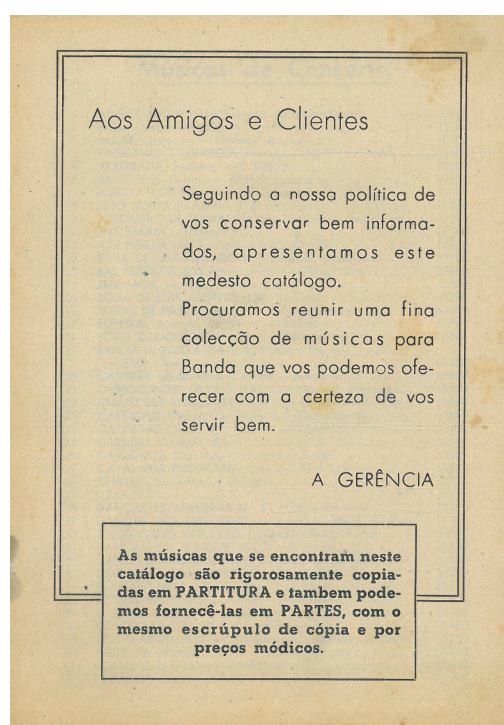 Aos Amigos e Clientes
Seguindo a nossa política de
vos conservar bem informa-
dos, apresentamos este
medesto catálogo.
Procuramos reunir uma fina
colecção de músicas para
Banda que vos podemos ofe-
recer com a certeza de vos
servir bem.
A GERÊNCIA
As músicas que se encontram neste
catálogo são rigorosamente copia-
das em PARTITURA e tambem pode-
mos fornecê-las em PARTES, com o
mesmo escrúpulo de cópia e por
preços módicos.